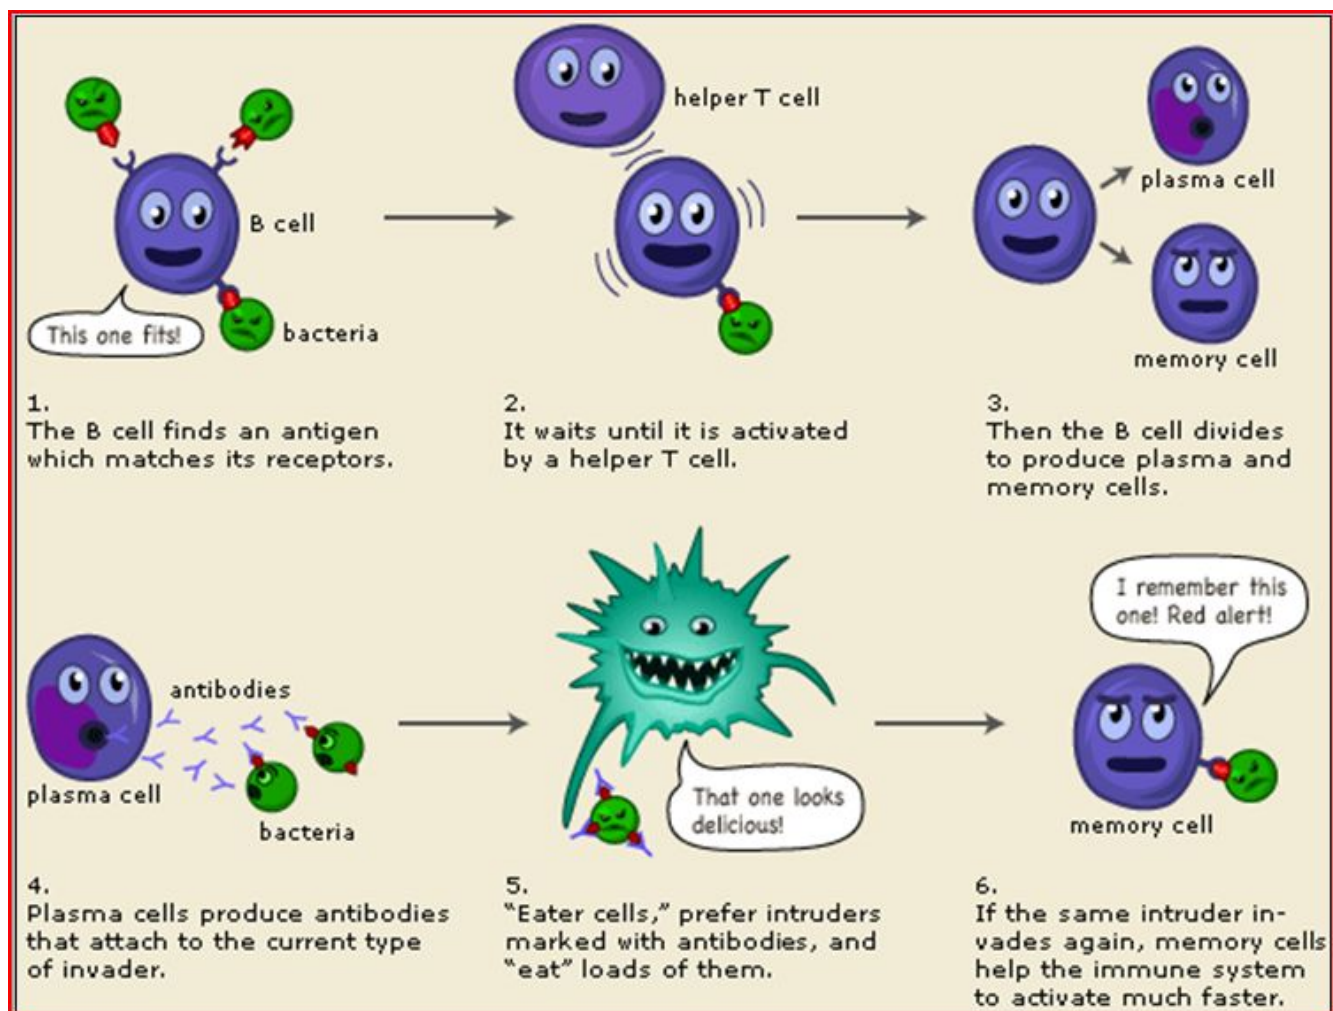 helper T cell
B cell
This one fits!
bacteria
plasma cell
memory cell
1.
The B cell finds an antigen
which matches its receptors.
2.
It waits until it is activated
by a helper T cell.
3.
Then the B cell divides
to produce plasma and
memory cells.
antibodies
plasma cell
bacteria
That one looks
delicious!
I remember this
one! Red alert!
memory cell
4.
Plasma cells produce antibodies
that attach to the current type
of invader.
5.
“Eater cells,” prefer intruders
marked with antibodies, and
“eat” loads of them.
6.
If the same intruder in-
vades again, memory cells
help the immune system
to activate much faster.